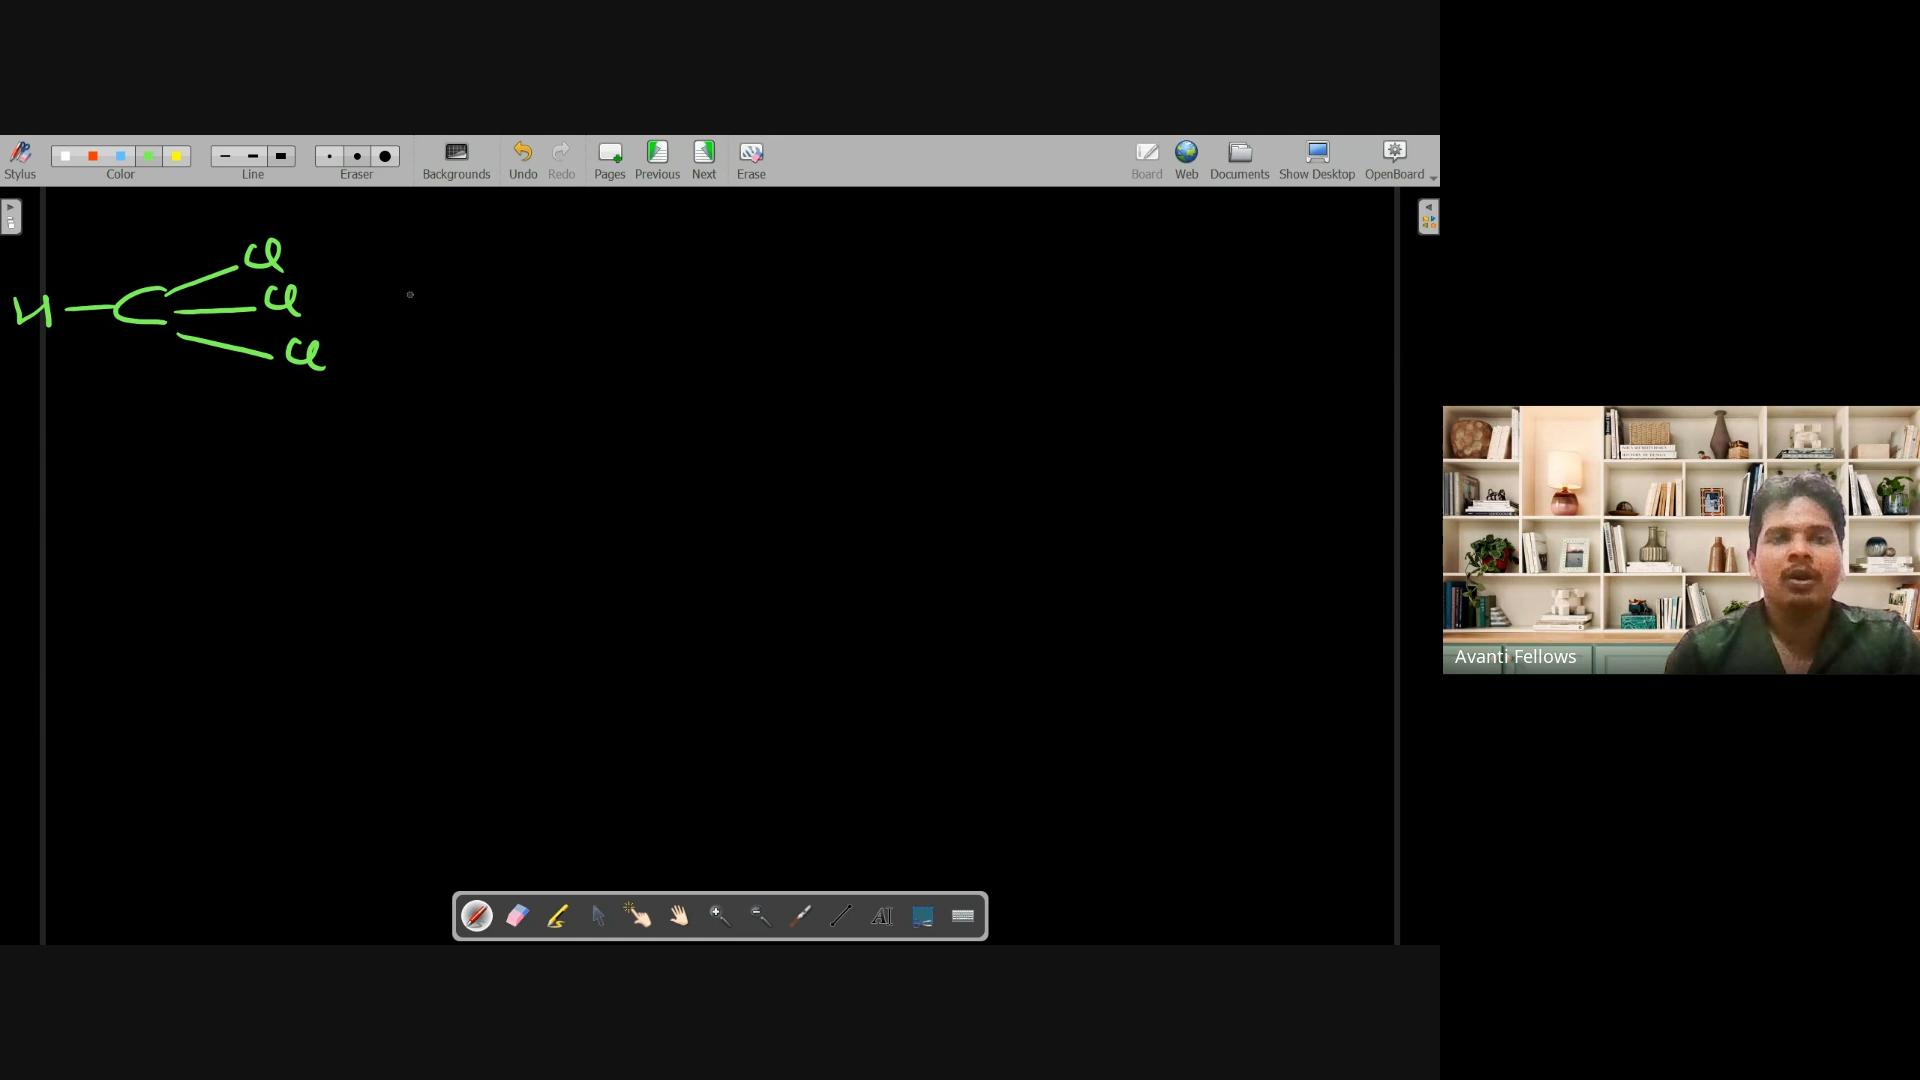 Stylus Color Line Eraser Backgrounds Undo Redo Pages Previous Next Erase Board Web Documents Show Desktop OpenBoard
Cl
H C Cl
Cl
AI
Avanti Fellows